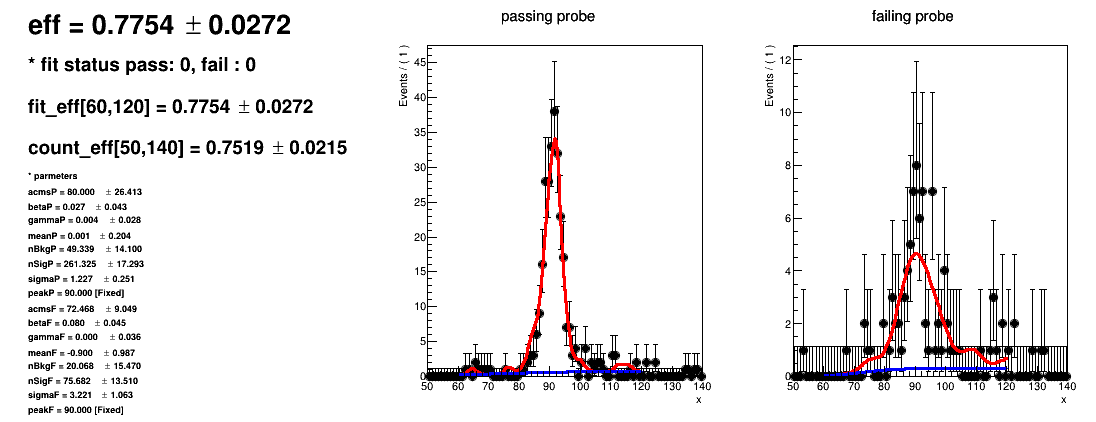 eff = 0.7754 ± 0.0272
* fit status pass: 0, fail : 0
fit_eff[60,120] = 0.7754 ± 0.0272
count_eff[50,140] = 0.7519 ± 0.0215
* parmeters
acmsP = 80.000 ± 26.413
betaP = 0.027 ± 0.043
gammaP = 0.004 ± 0.028
meanP = 0.001 ± 0.204
nBkgP = 49.339 ± 14.100
nSigP = 261.325 ± 17.293
sigmaP = 1.227 ± 0.251
peakP = 90.000 [Fixed]
acmsF = 72.468 ± 9.049
betaF = 0.080 ± 0.045
gammaF = 0.000 ± 0.036
meanF = -0.900 ± 0.987
nBkgF = 20.068 ± 15.470
nSigF = 75.682 ± 13.510
sigmaF = 3.221 ± 1.063
peakF = 90.000 [Fixed]
passing probe
Events / ( 1 )
45
40
35
30
25
20
15
10
5
0
50 60 70 80 90 100 110 120 130 140
x
failing probe
Events / ( 1 )
12
10
8
6
4
2
0
50 60 70 80 90 100 110 120 130 140
x